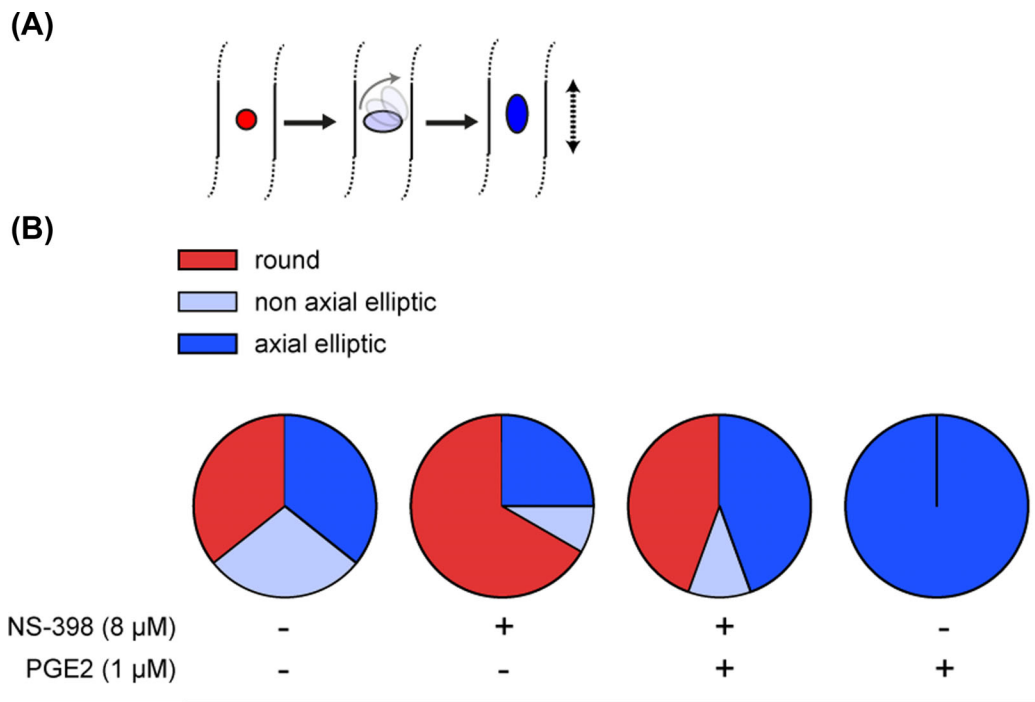 (A)
(B)
round
non axial elliptic
axial elliptic
NS-398 (8 µM) - + + -
PGE2 (1 µM) - - + +